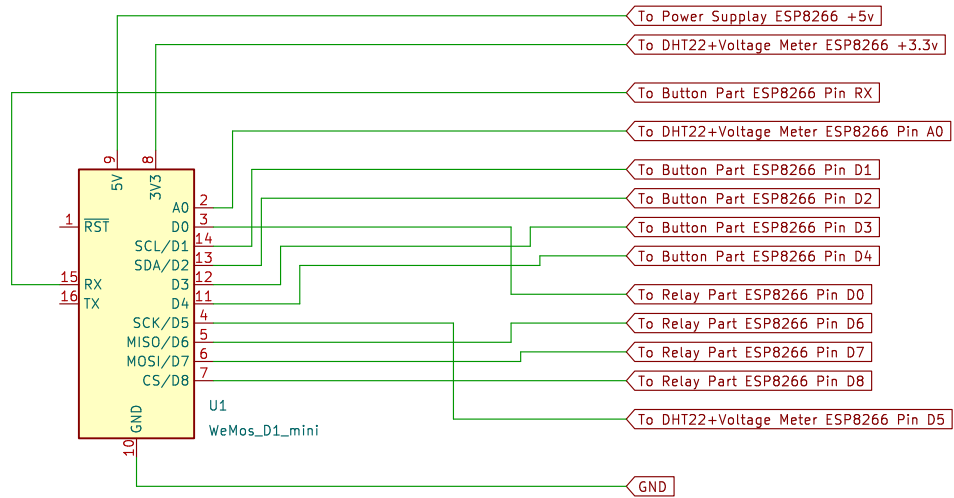 To Power Supplay ESP8266 +5v
To DHT22+Voltage Meter ESP8266 +3.3v
To Button Part ESP8266 Pin RX
To DHT22+Voltage Meter ESP8266 Pin A0
9
8
5V
3V3
To Button Part ESP8266 Pin D1
A0
2
To Button Part ESP8266 Pin D2
1
RST
D0
3
To Button Part ESP8266 Pin D3
SCL/D1
14
SDA/D2
13
To Button Part ESP8266 Pin D4
15
RX
D3
12
To Relay Part ESP8266 Pin D0
16
TX
D4
11
SCK/D5
4
To Relay Part ESP8266 Pin D6
MISO/D6
5
MOSI/D7
6
To Relay Part ESP8266 Pin D7
CS/D8
7
To Relay Part ESP8266 Pin D8
GND
10
U1
WeMos_D1_mini
To DHT22+Voltage Meter ESP8266 Pin D5
GND